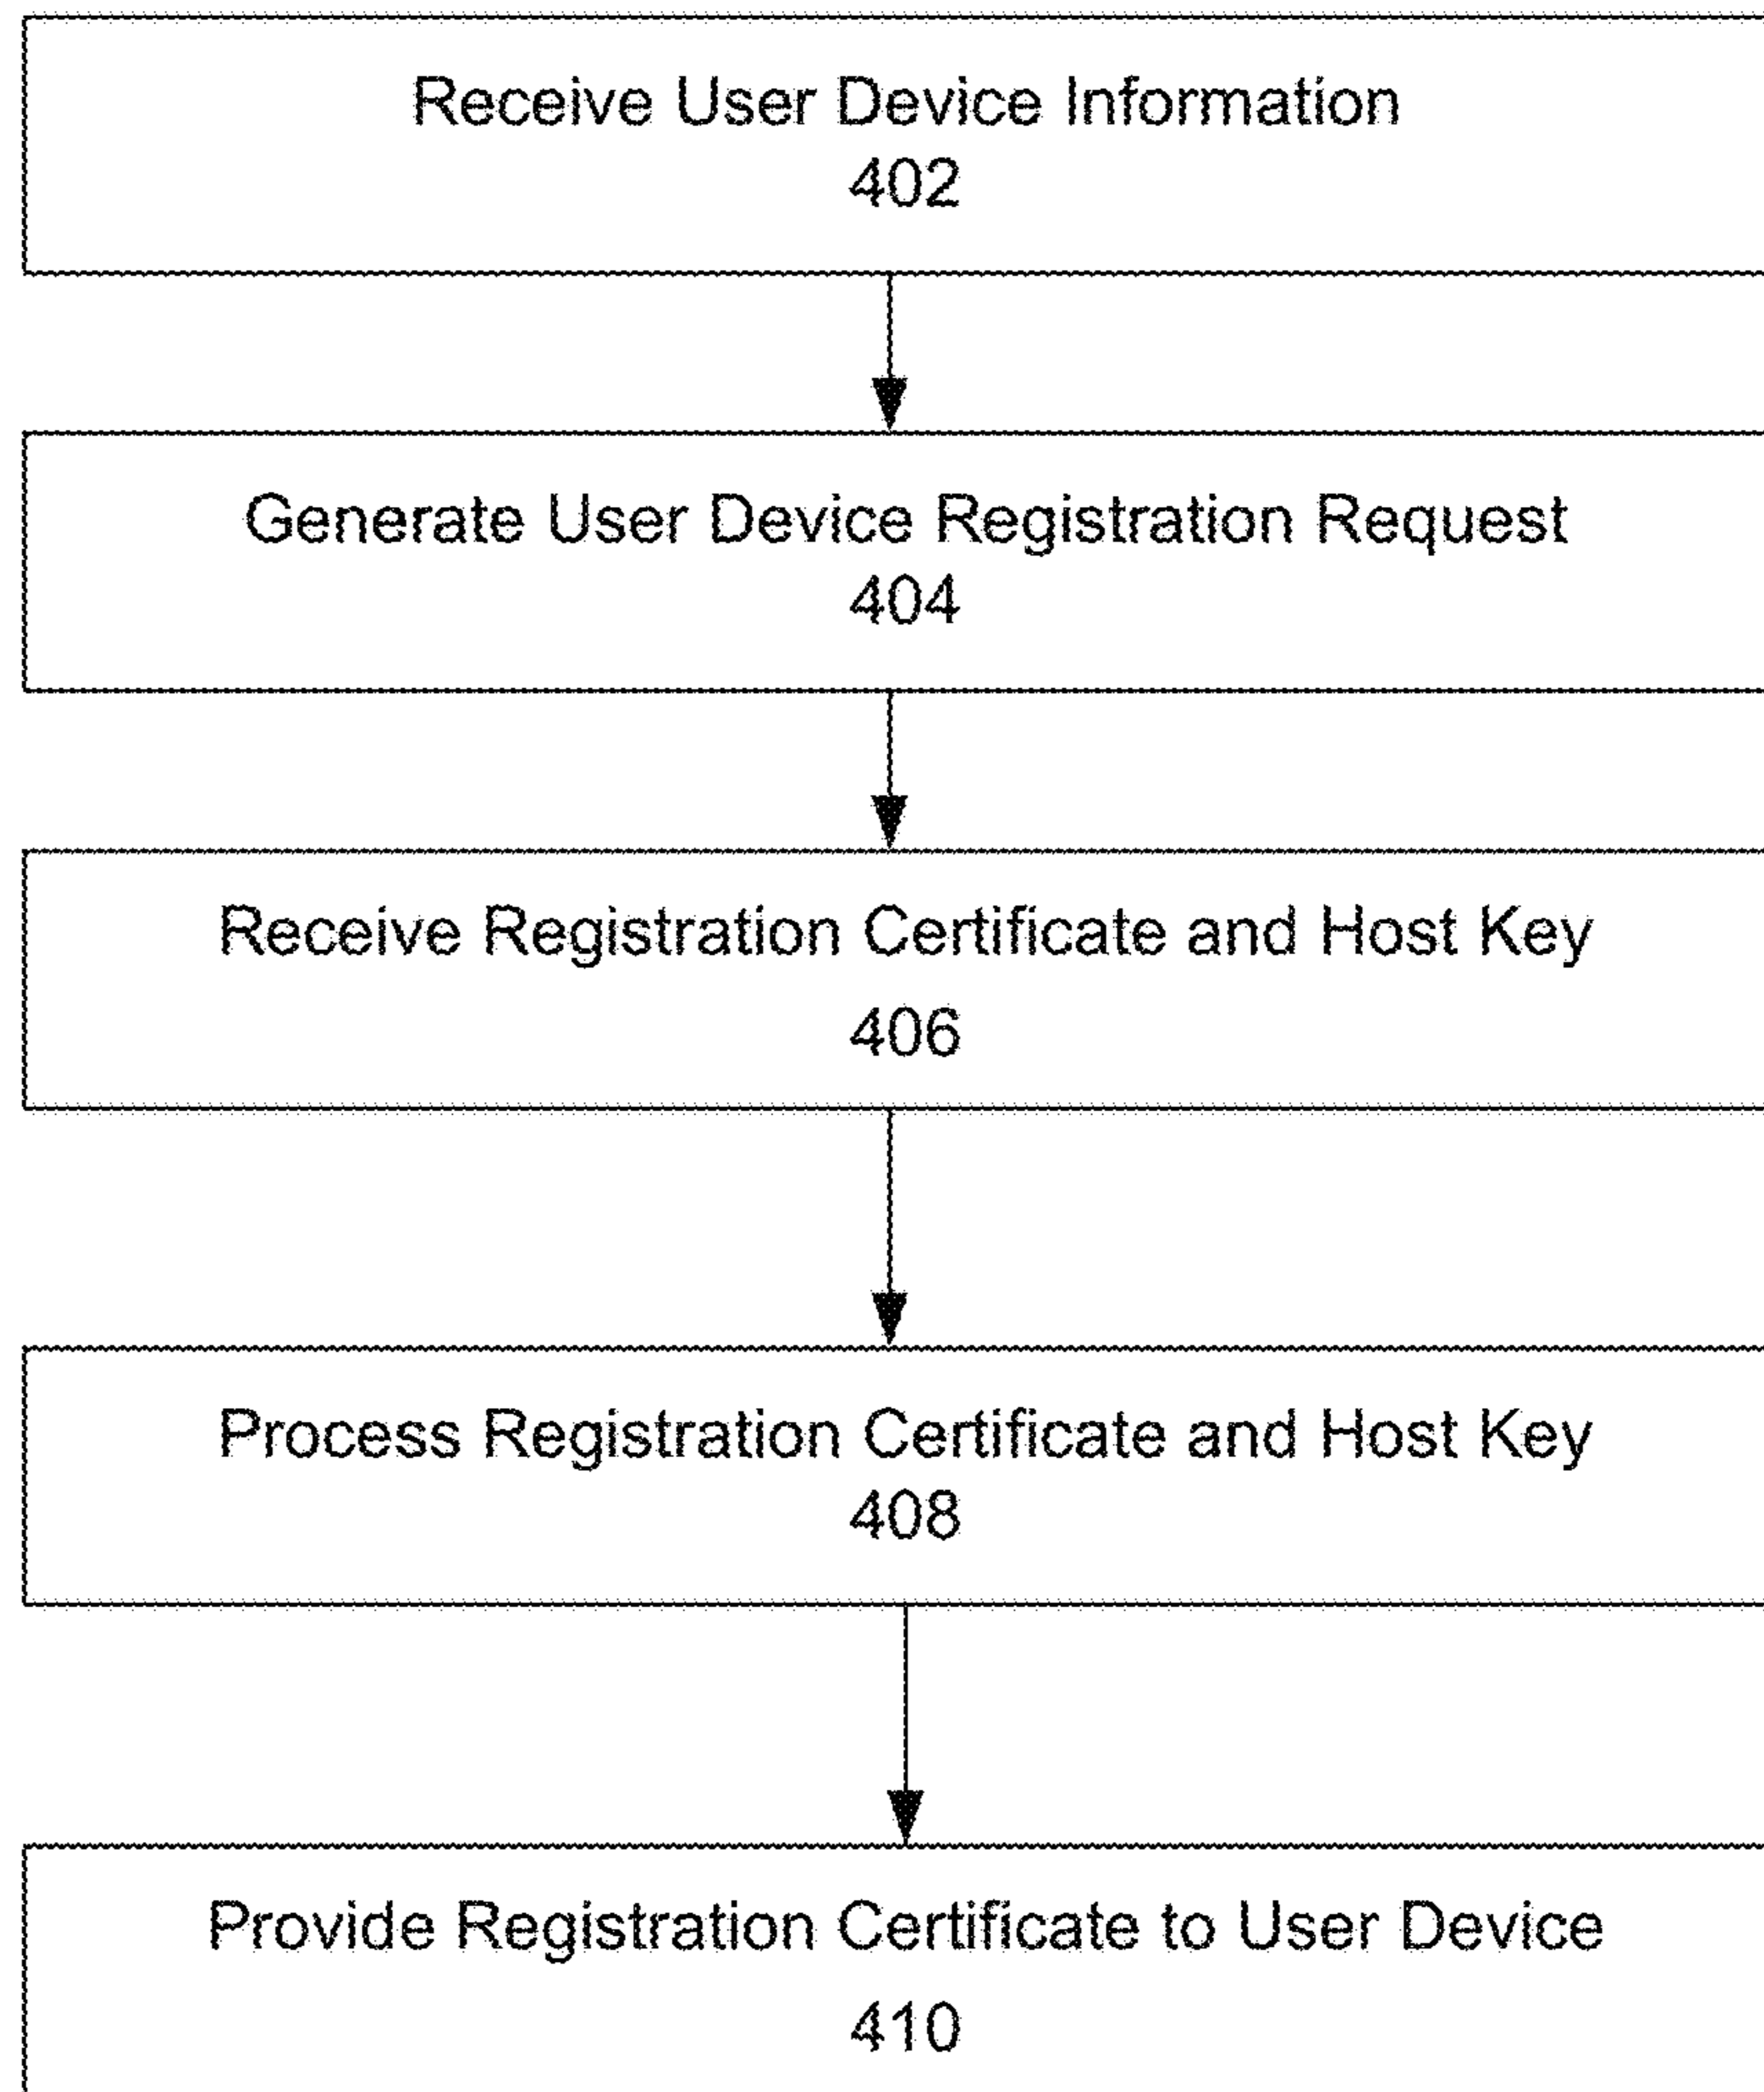 Receive User Device Information
402
Generate User Device Registration Request
404
Receive Registration Certificate and Host Key
406
Process Registration Certificate and Host Key
408
Provide Registration Certificate to User Device
410